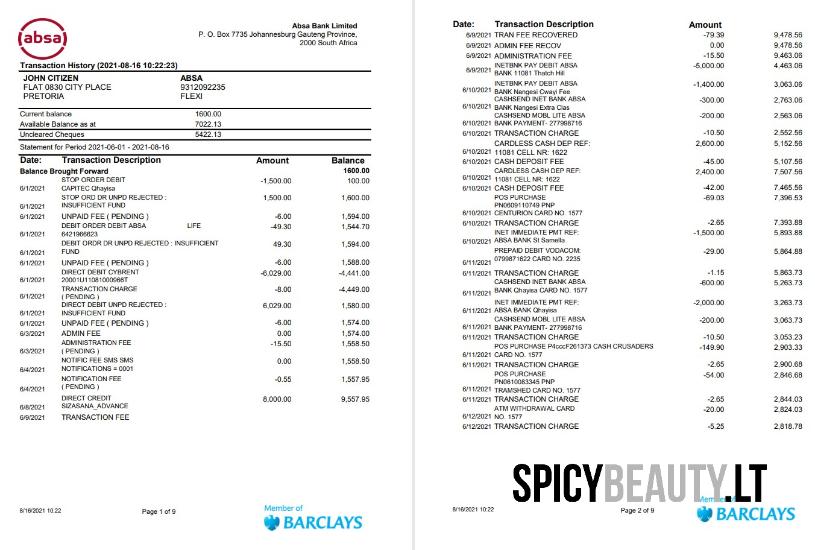 absa
Absa Bank Limited
P. O. Box 7735 Johannesburg Gauteng Province,
2000 South Africa
Transaction History (2021-08-16 10:22:23)
JOHN CITIZEN ABSA
FLAT 0830 CITY PLACE 9312092235
PRETORIA FLEXI
Current balance 1600.00
Available Balance as at 7022.13
Uncleared Cheques 5422.13
Statement for Period 2021-06-01 - 2021-08-16
Date: Transaction Description Amount Balance
Balance Brought Forward 1600.00
STOP ORDER DEBIT -1,500.00 100.00
6/1/2021 CAPITEC Qhayisa
STOP ORD DR UNPD REJECTED : 1,500.00 1,600.00
6/1/2021 INSUFFICIENT FUND
6/1/2021 UNPAID FEE ( PENDING ) -6.00 1,594.00
DEBIT ORDER DEBIT ABSA LIFE -49.30 1,544.70
6/1/2021 6421966623
DEBIT ORDR DR UNPD REJECTED : INSUFFICIENT 49.30 1,594.00
6/1/2021 FUND
6/1/2021 UNPAID FEE ( PENDING ) -6.00 1,588.00
DIRECT DEBIT CYBRENT -6,029.00 -4,441.00
6/1/2021 20001U11081000966T
TRANSACTION CHARGE -8.00 -4,449.00
6/1/2021 ( PENDING )
DIRECT DEBIT UNPD REJECTED : 6,029.00 1,580.00
6/1/2021 INSUFFICIENT FUND
6/1/2021 UNPAID FEE ( PENDING ) -6.00 1,574.00
6/3/2021 ADMIN FEE 0.00 1,574.00
ADMINISTRATION FEE -15.50 1,558.50
6/3/2021 ( PENDING )
NOTIFIC FEE SMS SMS 0.00 1,558.50
6/4/2021 NOTIFICATIONS = 0001
NOTIFICATION FEE -0.55 1,557.95
6/4/2021 ( PENDING )
DIRECT CREDIT 8,000.00 9,557.95
6/8/2021 SIZASANA_ADVANCE
6/9/2021 TRANSACTION FEE
8/16/2021 10:22 Page 1 of 9
Member of
BARCLAYS
Date: Transaction Description Amount
6/9/2021 TRAN FEE RECOVERED -79.39 9,478.56
6/9/2021 ADMIN FEE RECOV 0.00 9,478.56
6/9/2021 ADMINISTRATION FEE -15.50 9,463.06
INETBNK PAY DEBIT ABSA -5,000.00 4,463.06
6/9/2021 BANK 11081 Thatch Hill
INETBNK PAY DEBIT ABSA -1,400.00 3,063.06
6/10/2021 BANK Nangesi Owayi Fee
CASHSEND INET BANK ABSA -300.00 2,763.06
6/10/2021 BANK Nangesi Extra Clas
CASHSEND MOBL LITE ABSA -200.00 2,563.06
6/10/2021 BANK PAYMENT- 277998716
6/10/2021 TRANSACTION CHARGE -10.50 2,552.56
CARDLESS CASH DEP REF: 2,600.00 5,152.56
6/10/2021 11081 CELL NR: 1622
6/10/2021 CASH DEPOSIT FEE -45.00 5,107.56
CARDLESS CASH DEP REF: 2,400.00 7,507.56
6/10/2021 11081 CELL NR: 1622
6/10/2021 CASH DEPOSIT FEE -42.00 7,465.56
POS PURCHASE -69.03 7,396.53
PN0609110749 PNP
6/10/2021 CENTURION CARD NO. 1577
6/10/2021 TRANSACTION CHARGE -2.65 7,393.88
INET IMMEDIATE PMT REF: -1,500.00 5,893.88
6/10/2021 ABSA BANK St Samella
PREPAID DEBIT VODACOM: -29.00 5,864.88
6/11/2021 0799871622 CARD NO. 2235
6/11/2021 TRANSACTION CHARGE -1.15 5,863.73
CASHSEND INET BANK ABSA -600.00 5,263.73
6/11/2021 BANK Qhayisa CARD NO. 1577
INET IMMEDIATE PMT REF: -2,000.00 3,263.73
6/11/2021 ABSA BANK Qhayisa
CASHSEND MOBL LITE ABSA -200.00 3,063.73
6/11/2021 BANK PAYMENT- 277998716
6/11/2021 TRANSACTION CHARGE -10.50 3,053.23
POS PURCHASE P4cccF261373 CASH CRUSADERS -149.90 2,903.33
6/11/2021 CARD NO. 1577
6/11/2021 TRANSACTION CHARGE -2.65 2,900.68
POS PURCHASE -54.00 2,846.68
PN0610083345 PNP
6/11/2021 TRAMSHED CARD NO. 1577
6/11/2021 TRANSACTION CHARGE -2.65 2,844.03
ATM WITHDRAWAL CARD -20.00 2,824.03
6/12/2021 NO. 1577
6/12/2021 TRANSACTION CHARGE -5.25 2,818.78
SPICYBEAUTY.LT
8/16/2021 10:22 Page 2 of 9
Member of
BARCLAYS